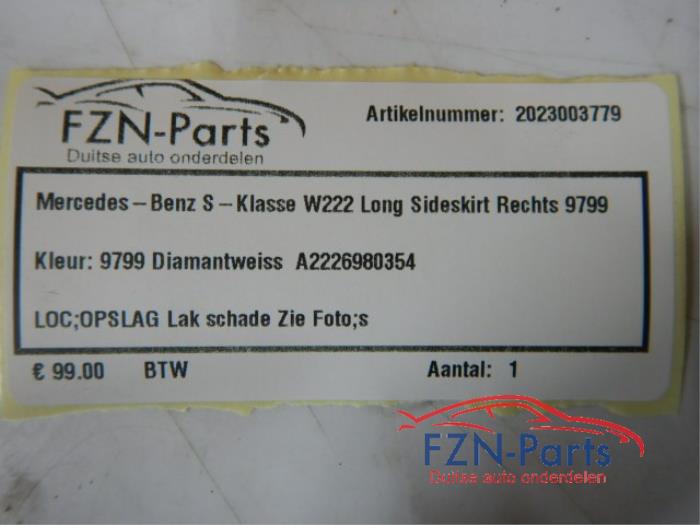 FZN-Parts
Duitse auto onderdelen
Artikelnummer: 2023003779
Mercedes-Benz S-Klasse W222 Long Sideskirt Rechts 9799
Kleur: 9799 Diamantweiss A2226980354
LOC;OPSLAG Lak schade Zie Foto;s
€ 99.00 BTW Aantal: 1
FZN-Parts
Duitse auto onderdelen